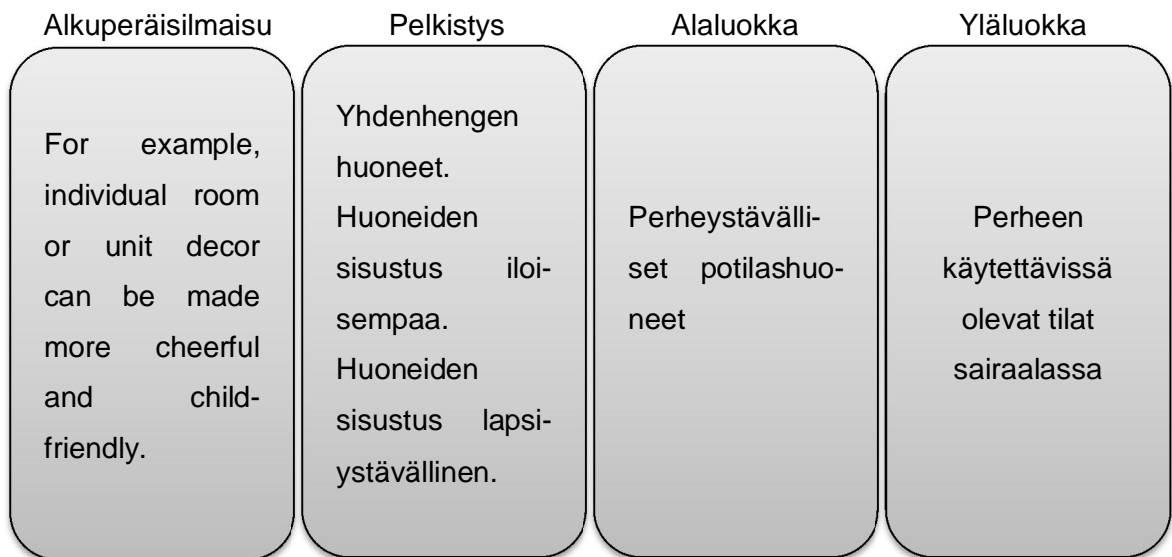 Alkuperäisilmaisu Pelkistys Alaluokka Yläluokka
For example,
individual room
or unit decor
can be made
more cheerful
and child-
friendly.
Yhdenhengen
huoneet.
Huoneiden
sisustus iloi-
sempaa.
Huoneiden
sisustus lapsi-
ystävällinen.
Perheystävälli-
set potilashuo-
neet
Perheen
käytettävissä
olevat tilat
sairaalassa